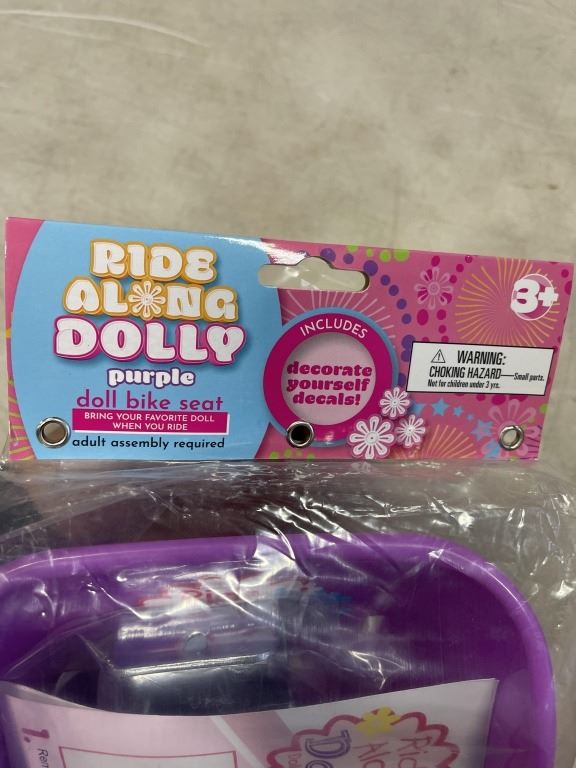 RIDE
ALONG
DOLLY
purple
doll bike seat
BRING YOUR FAVORITE DOLL
WHEN YOU RIDE
adult assembly required
INCLUDES
decorate
yourself
decals!
3+
WARNING:
CHOKING HAZARD—Small parts.
Not for children under 3 yrs.
1.